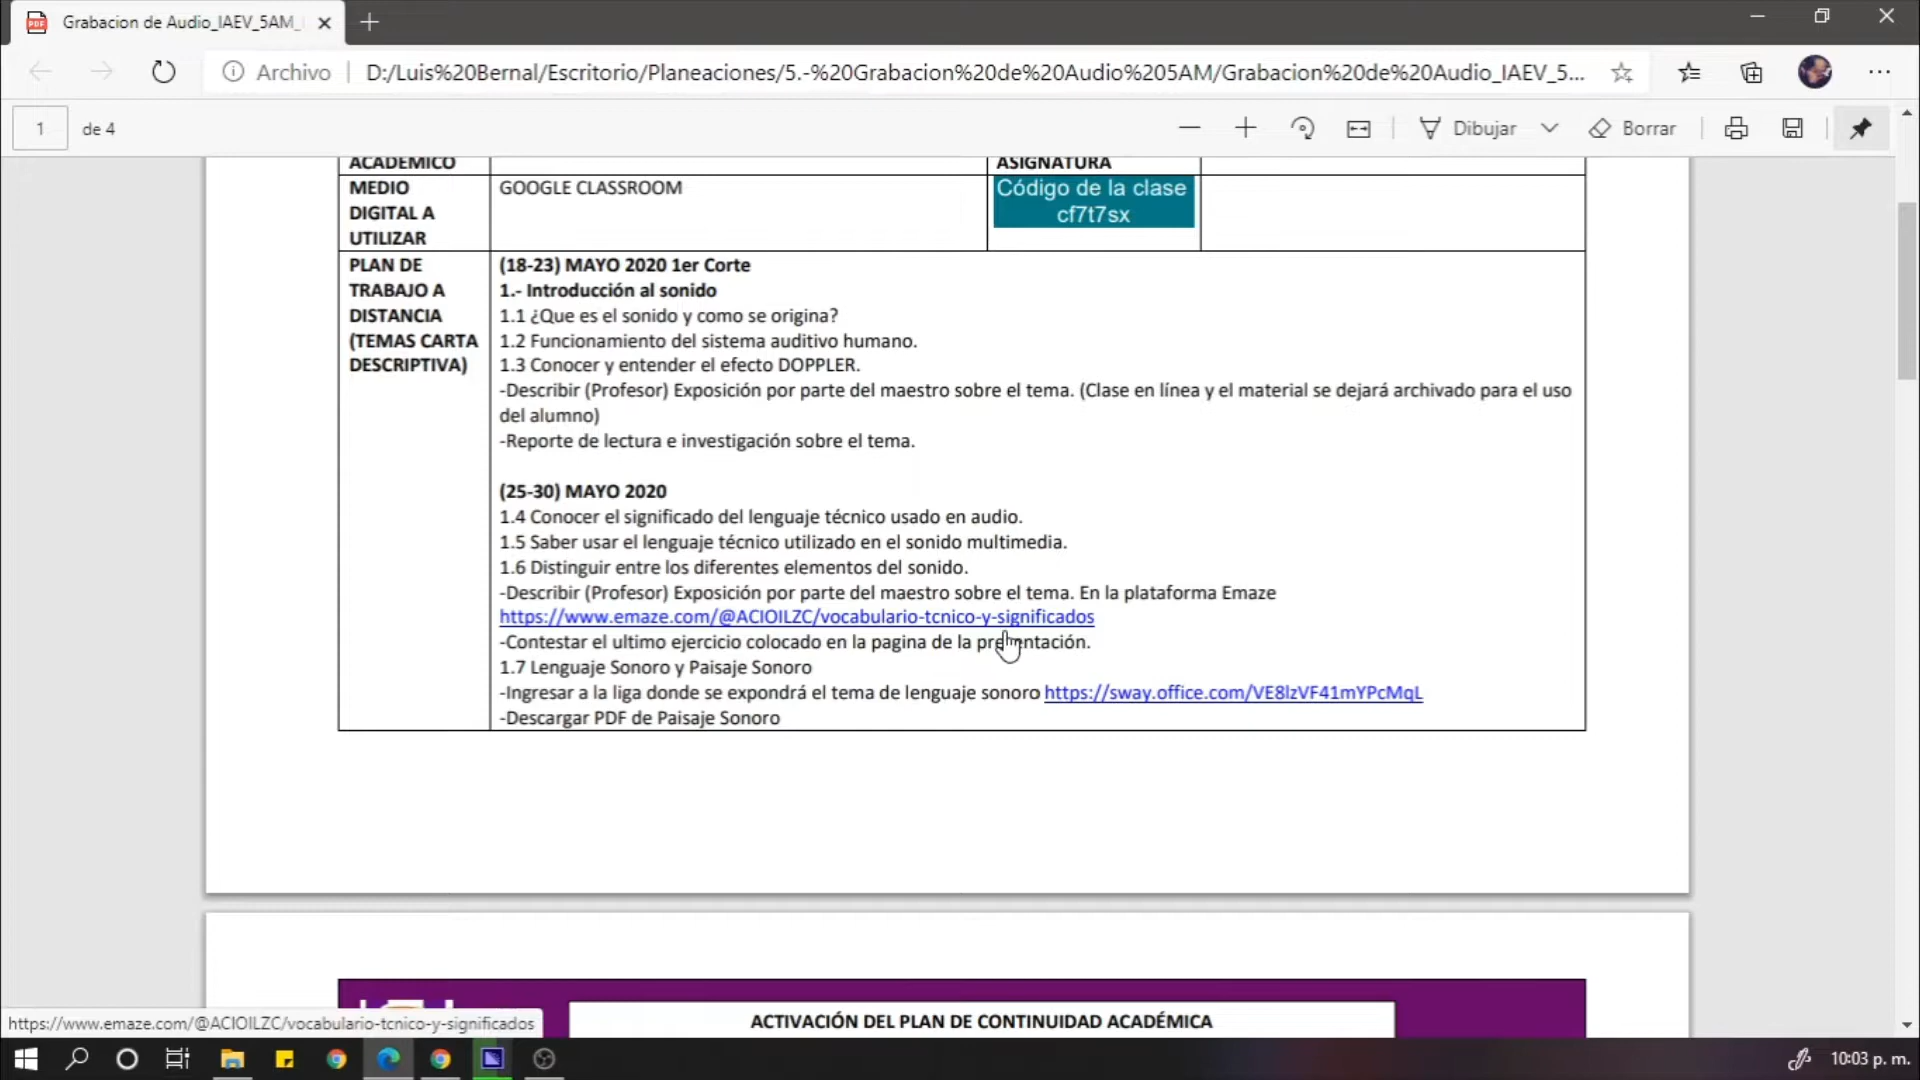 Grabacion de Audio_IAEV_5AM_
Archivo
D:/Luis%20Bernal/Escritorio/Planeaciones/5.-%20Grabacion%20de%20Audio%205AM/Grabacion%20de%20Audio_IAEV_5...
1 de 4
Dibujar
Borrar
ACADEMICO
ASIGNATURA
MEDIO
DIGITAL A
UTILIZAR
GOOGLE CLASSROOM
Código de la clase
cf7t7sx
PLAN DE
TRABAJO A
DISTANCIA
(TEMAS CARTA
DESCRIPTIVA)
(18-23) MAYO 2020 1er Corte
1.- Introducción al sonido
1.1 ¿Que es el sonido y como se origina?
1.2 Funcionamiento del sistema auditivo humano.
1.3 Conocer y entender el efecto DOPPLER.
-Describir (Profesor) Exposición por parte del maestro sobre el tema. (Clase en línea y el material se dejará archivado para el uso
del alumno)
-Reporte de lectura e investigación sobre el tema.
(25-30) MAYO 2020
1.4 Conocer el significado del lenguaje técnico usado en audio.
1.5 Saber usar el lenguaje técnico utilizado en el sonido multimedia.
1.6 Distinguir entre los diferentes elementos del sonido.
-Describir (Profesor) Exposición por parte del maestro sobre el tema. En la plataforma Emaze
https://www.emaze.com/@ACIOILZC/vocabulario-tcnico-y-significados
-Contestar el ultimo ejercicio colocado en la pagina de la presentación.
1.7 Lenguaje Sonoro y Paisaje Sonoro
-Ingresar a la liga donde se expondrá el tema de lenguaje sonoro https://sway.office.com/VE8lzVF41mYPcMqL
-Descargar PDF de Paisaje Sonoro
ACTIVACIÓN DEL PLAN DE CONTINUIDAD ACADÉMICA
https://www.emaze.com/@ACIOILZC/vocabulario-tcnico-y-significados
10:03 p. m.